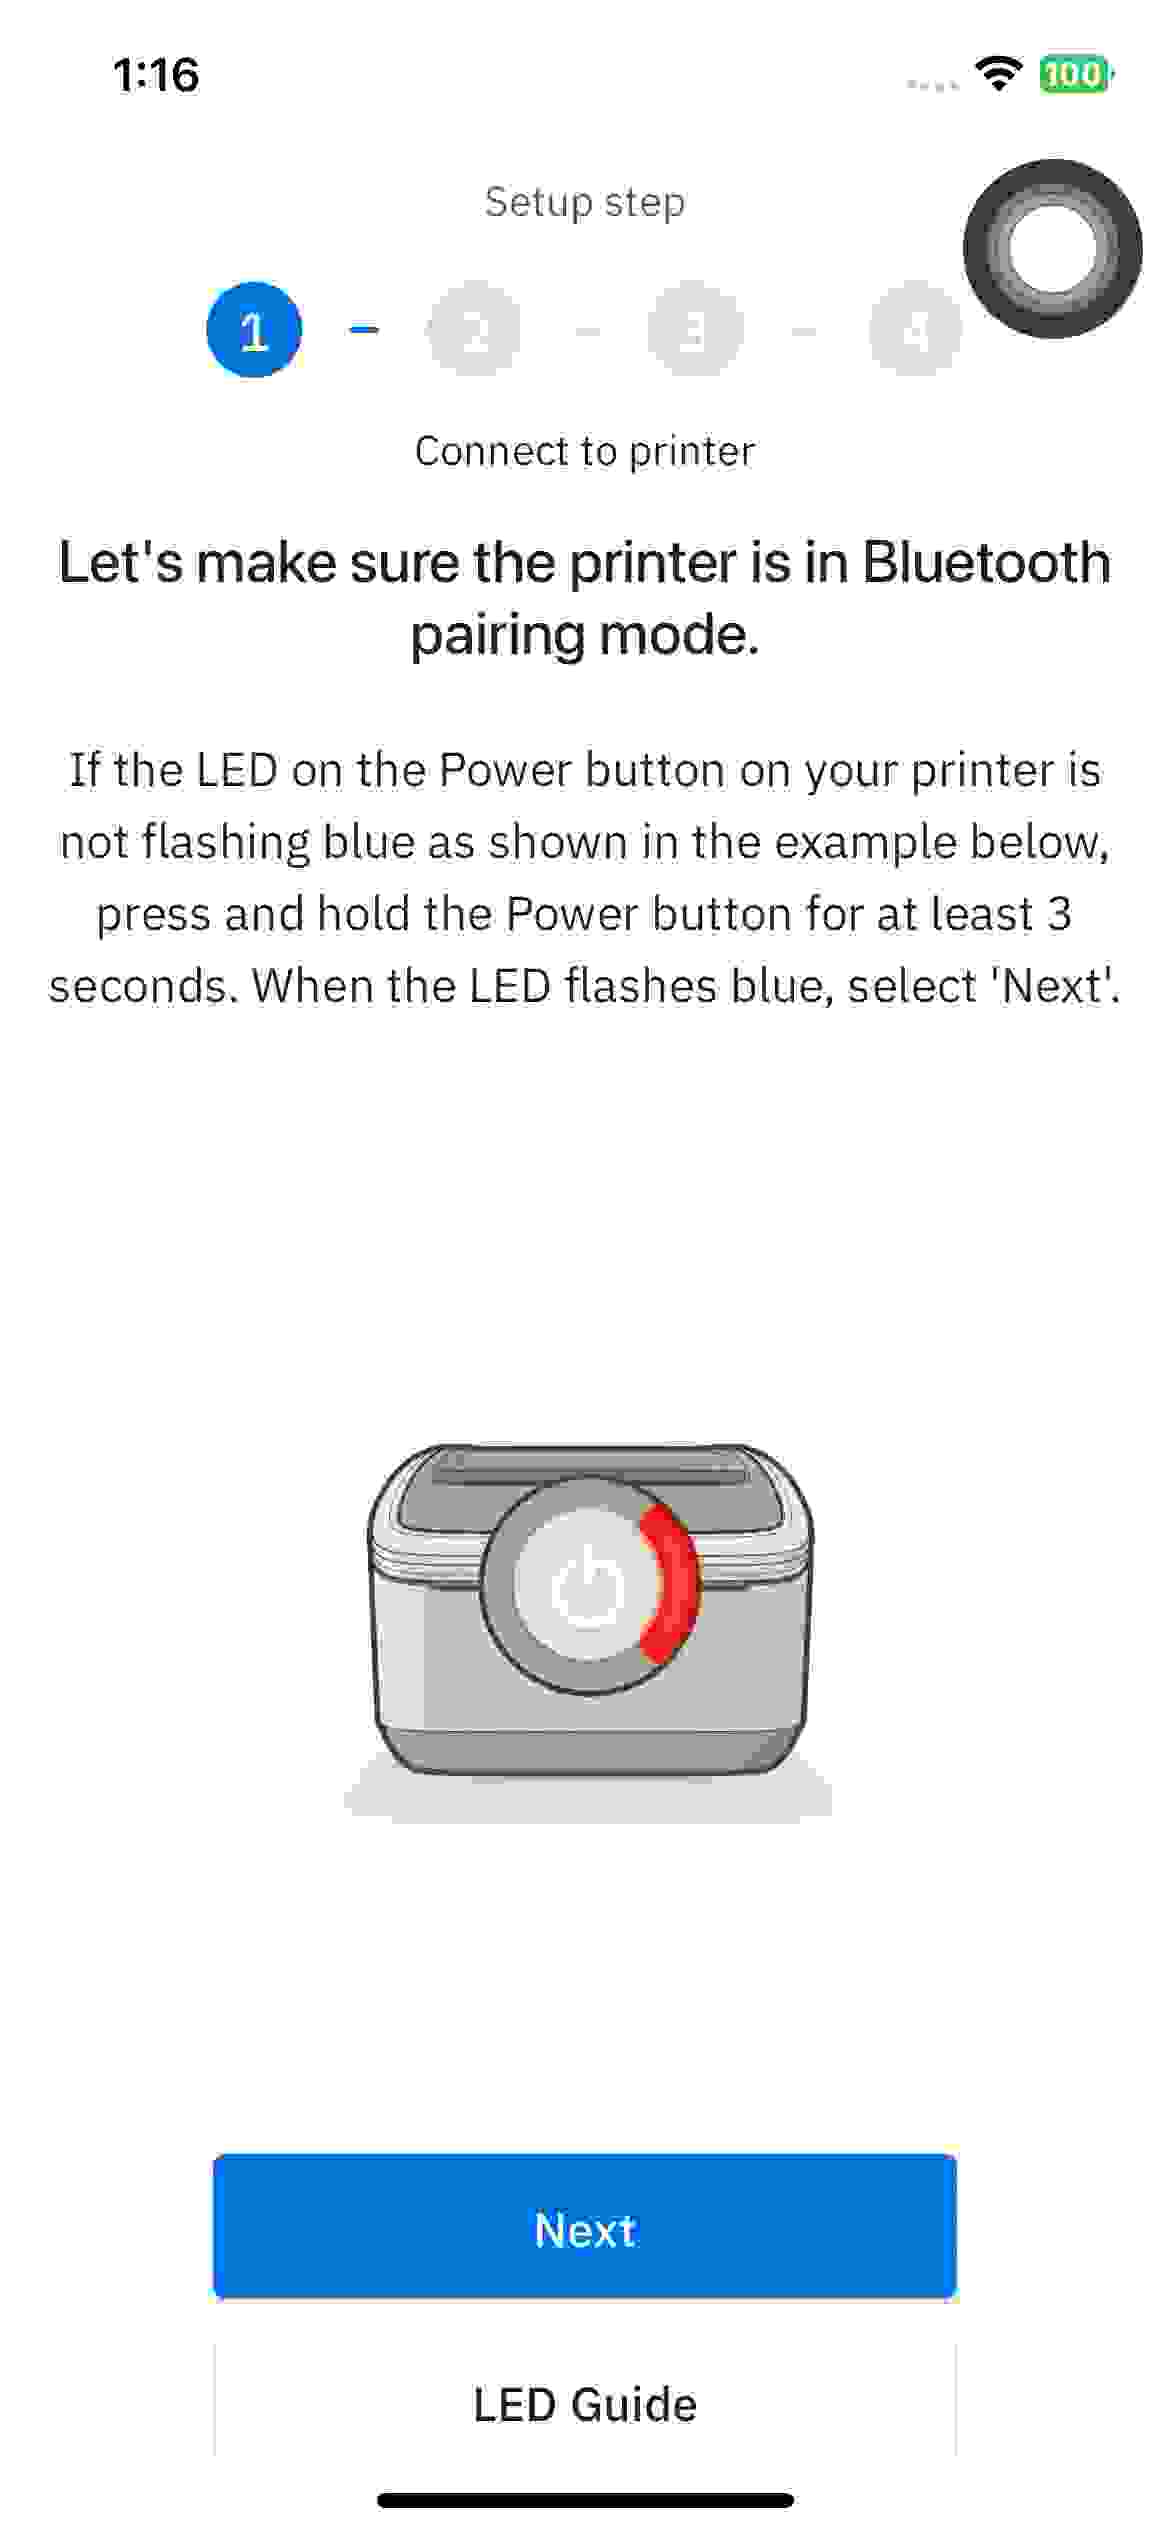 1:16
100
Setup step
1
2
3
4
Connect to printer
Let's make sure the printer is in Bluetooth
pairing mode.
If the LED on the Power button on your printer is
not flashing blue as shown in the example below,
press and hold the Power button for at least 3
seconds. When the LED flashes blue, select 'Next'.
Next
LED Guide